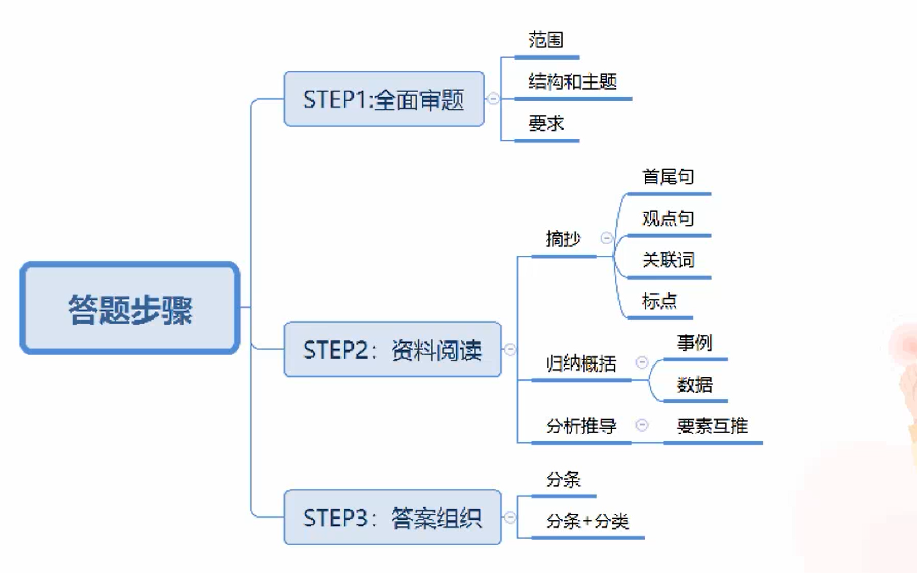 答题步骤
STEP1:全面审题
范围
结构和主题
要求
STEP2：资料阅读
摘抄
首尾句
观点句
关联词
标点
归纳概括
事例
数据
分析推导
要素互推
STEP3：答案组织
分条
分条+分类